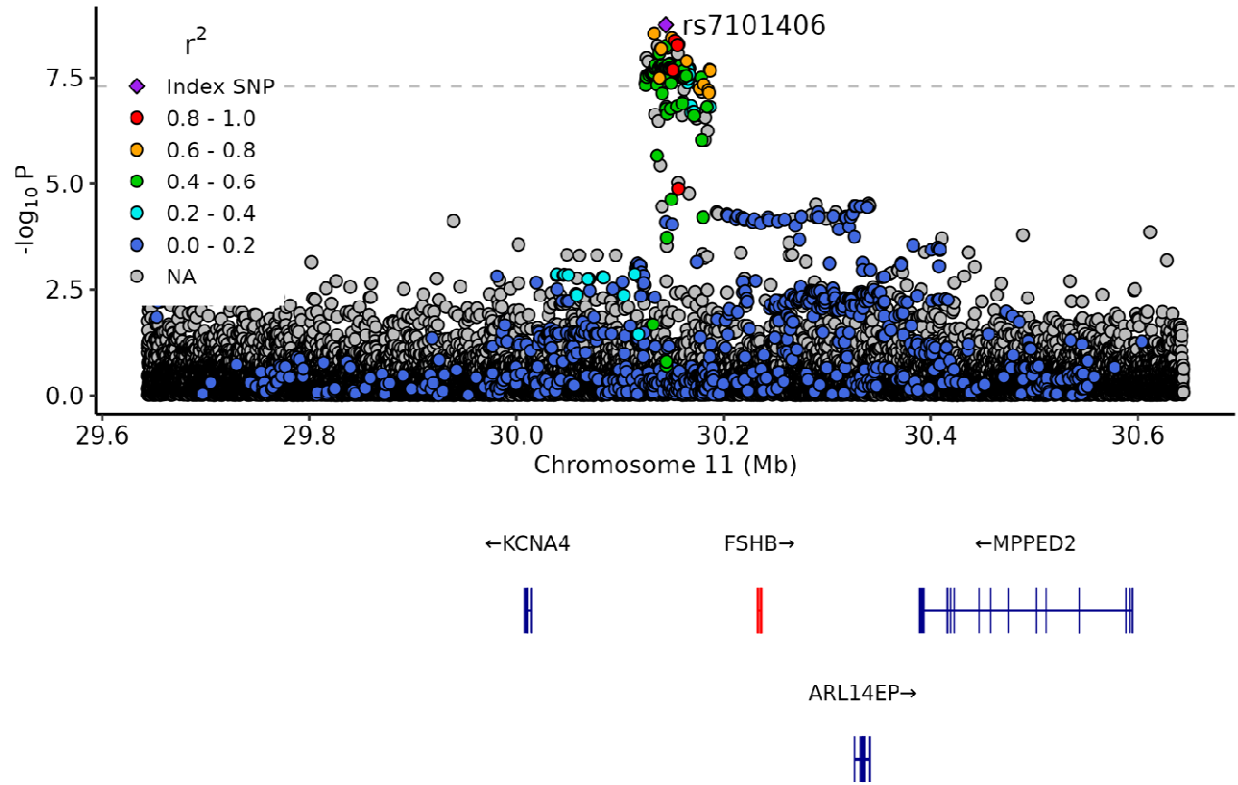 rs7101406
r2
Index SNP
0.8 - 1.0
0.6 - 0.8
0.4 - 0.6
0.2 - 0.4
0.0 - 0.2
NA
7.5
5.0
2.5
0.0
-log10 P
29.6 29.8 30.0 30.2 30.4 30.6
Chromosome 11 (Mb)
←KCNA4 FSHB→ ←MPPED2
ARL14EP→